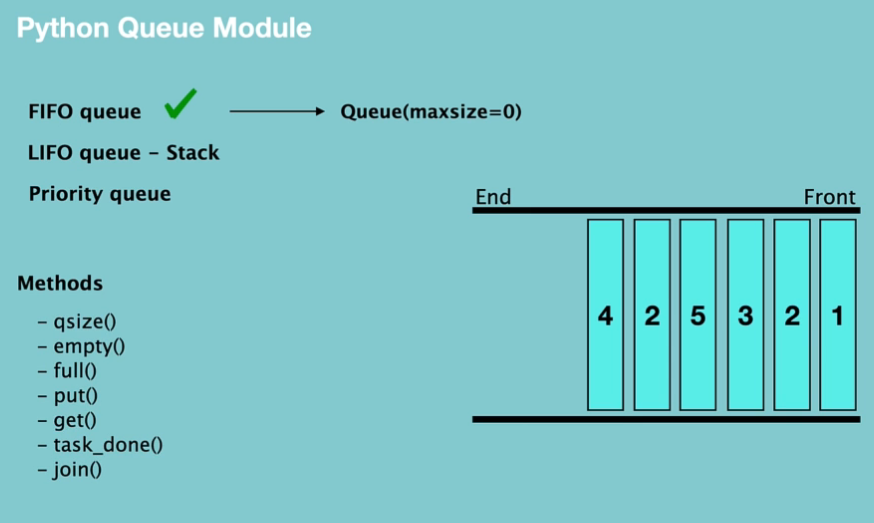 Python Queue Module
FIFO queue ✓ → Queue(maxsize=0)
LIFO queue – Stack
Priority queue
End Front
4 2 5 3 2 1
Methods
– qsize()
– empty()
– full()
– put()
– get()
– task_done()
– join()